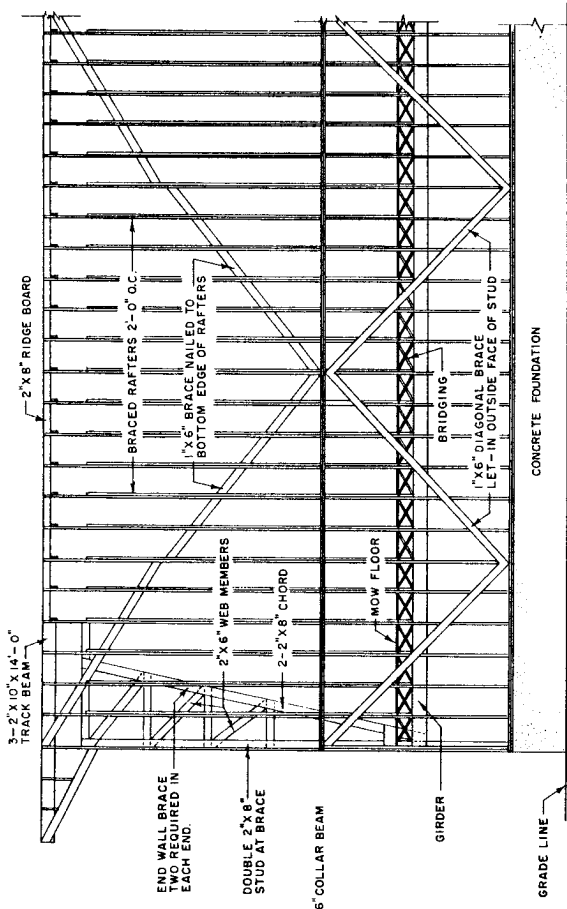 3-2"X10"X14'-0"
TRACK BEAM
2"X8" RIDGE BOARD
BRACED RAFTERS 2'-0" O.C.
1"X6" BRACE NAILED TO
BOTTOM EDGE OF RAFTERS
END WALL BRACE
TWO REQUIRED IN
EACH END.
2"X6" WEB MEMBERS
2-2"X8" CHORD
DOUBLE 2"X8"
STUD AT BRACE
6" COLLAR BEAM
MOW FLOOR
BRIDGING
GIRDER
1"X6" DIAGONAL BRACE
LET-IN OUTSIDE FACE OF STUD
CONCRETE FOUNDATION
GRADE LINE